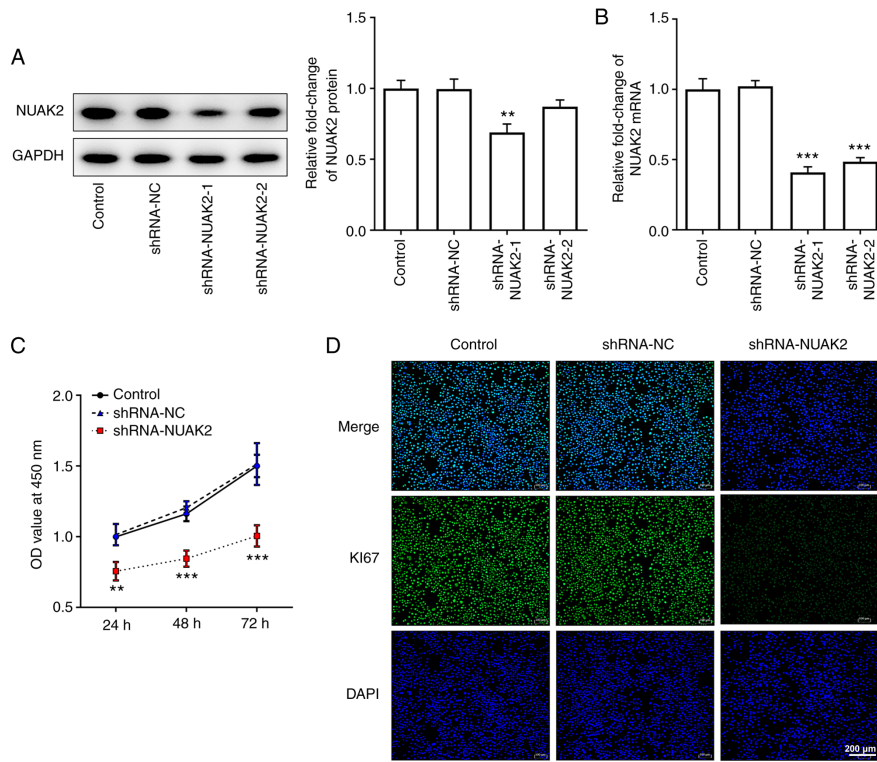 A
NUAK2
GAPDH
Control
shRNA-NC
shRNA-NUAK2-1
shRNA-NUAK2-2
Relative fold-change
of NUAK2 protein
1.5
1.0
0.5
0.0
**
Control
shRNA-NC
shRNA-
NUAK2-1
shRNA-
NUAK2-2
B
Relative fold-change of
NUAK2 mRNA
1.5
1.0
0.5
0.0
***
***
Control
shRNA-NC
shRNA-
NUAK2-1
shRNA-
NUAK2-2
C
OD value at 450 nm
2.0
1.5
1.0
0.5
Control
shRNA-NC
shRNA-NUAK2
**
***
***
24 h
48 h
72 h
D
Control
shRNA-NC
shRNA-NUAK2
Merge
KI67
DAPI
200 µm